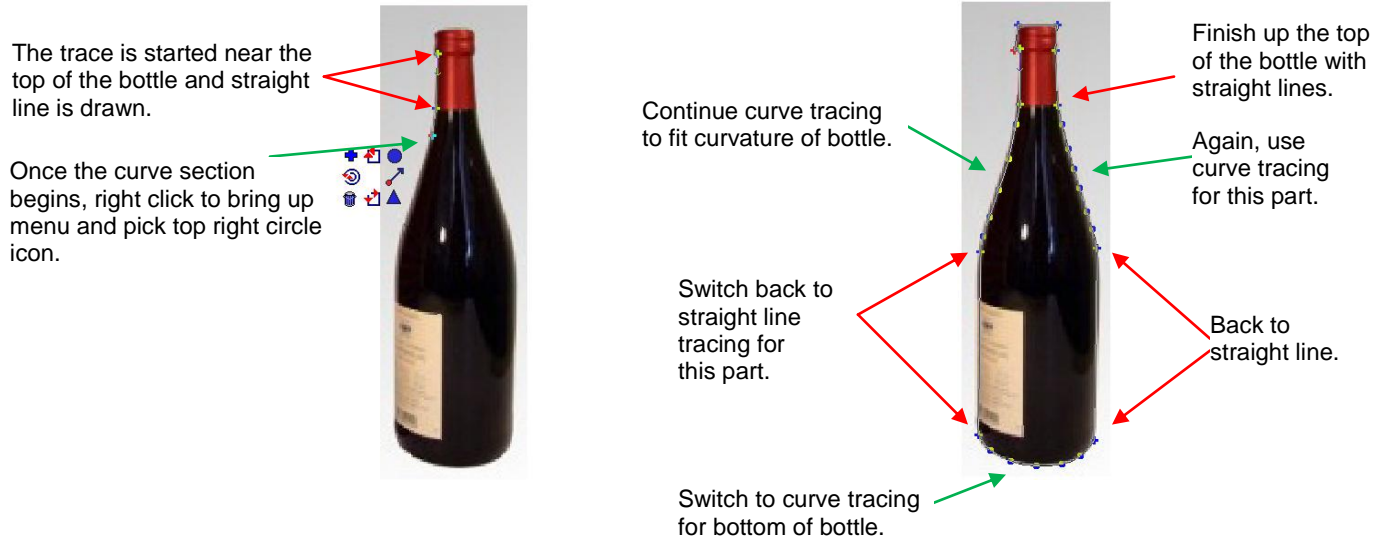 The trace is started near the
top of the bottle and straight
line is drawn.
Once the curve section
begins, right click to bring up
menu and pick top right circle
icon.
Continue curve tracing
to fit curvature of bottle.
Finish up the top
of the bottle with
straight lines.
Again, use
curve tracing
for this part.
Switch back to
straight line
tracing for
this part.
Back to
straight line.
Switch to curve tracing
for bottom of bottle.